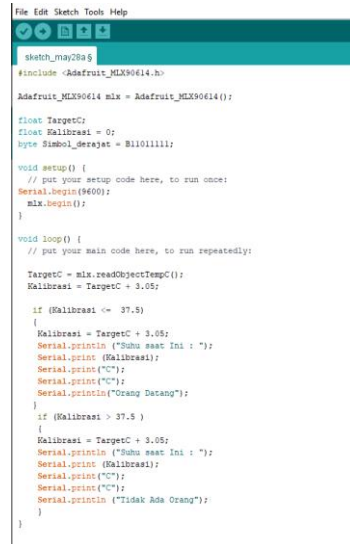 File Edit Sketch Tools Help
sketch_may28a §
#include <Adafruit_MLX90614.h>
Adafruit_MLX90614 mlx = Adafruit_MLX90614();
float TargetC;
float Kalibrasi = 0;
byte Simbol_derajat = B11011111;
void setup() {
// put your setup code here, to run once:
Serial.begin(9600);
mlx.begin();
}
void loop() {
// put your main code here, to run repeatedly:
TargetC = mlx.readObjectTempC();
Kalibrasi = TargetC + 3.05;
if (Kalibrasi <= 37.5)
{
Kalibrasi = TargetC + 3.05;
Serial.println ("Suhu saat Ini : ");
Serial.print (Kalibrasi);
Serial.print("C");
Serial.print("C");
Serial.println("Orang Datang");
}
if (Kalibrasi > 37.5 )
{
Kalibrasi = TargetC + 3.05;
Serial.println ("Suhu saat Ini : ");
Serial.print (Kalibrasi);
Serial.print("C");
Serial.print("C");
Serial.println ("Tidak Ada Orang");
}
}